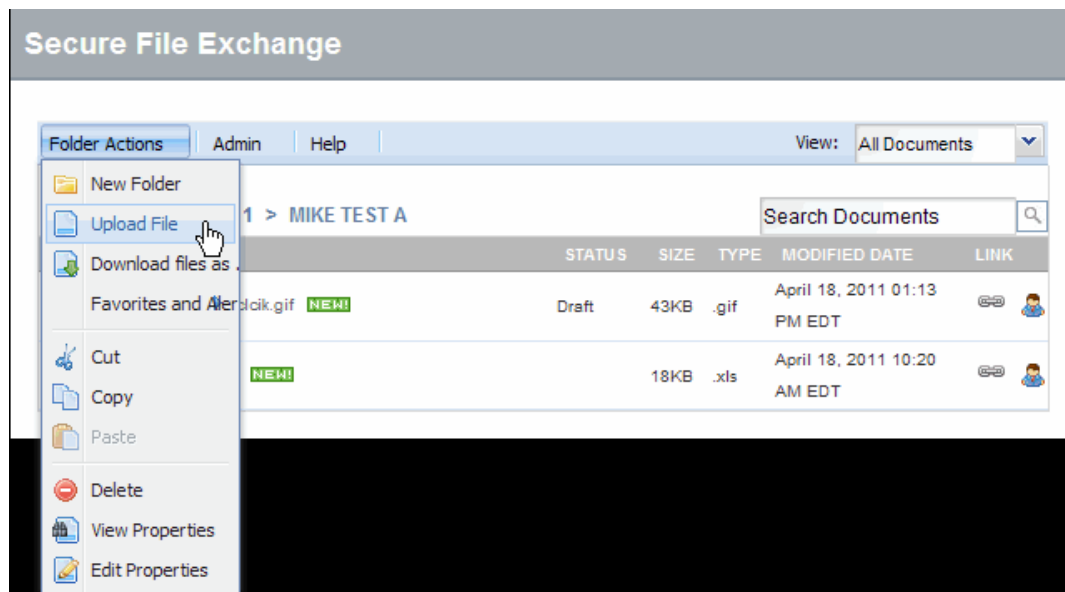 Secure File Exchange
Folder Actions Admin Help View: All Documents
New Folder
Upload File 1 > MIKE TEST A Search Documents
STATUS SIZE TYPE MODIFIED DATE LINK
Download files as .
Favorites and Aler .gif NEW! Draft 43KB .gif April 18, 2011 01:13
PM EDT
Cut NEW! 18KB .xls April 18, 2011 10:20
AM EDT
Copy
Paste
Delete
View Properties
Edit Properties